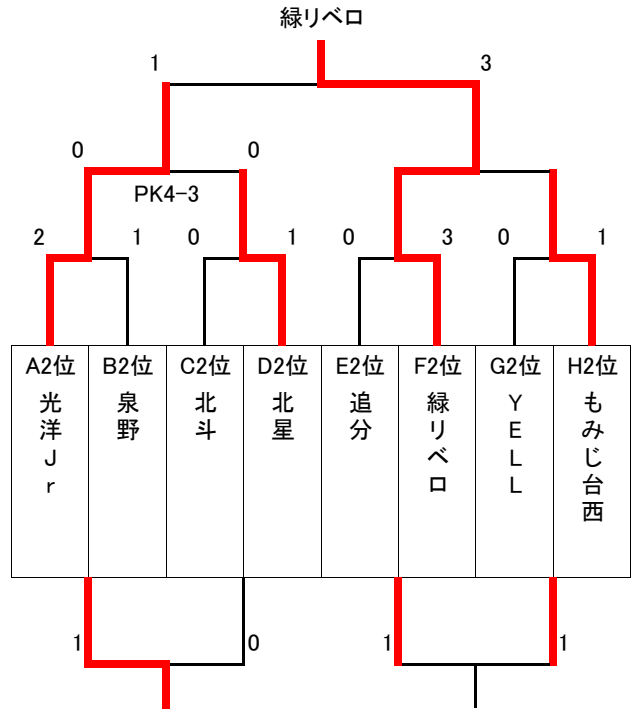 緑リベロ
1 3
0 0
PK4-3
2 1 0 1 0 3 0 1
A2位 B2位 C2位 D2位 E2位 F2位 G2位 H2位
光洋Jr
泉野
北斗
北星
追分
緑リベロ
YELL
もみじ台西
1 0 1 1